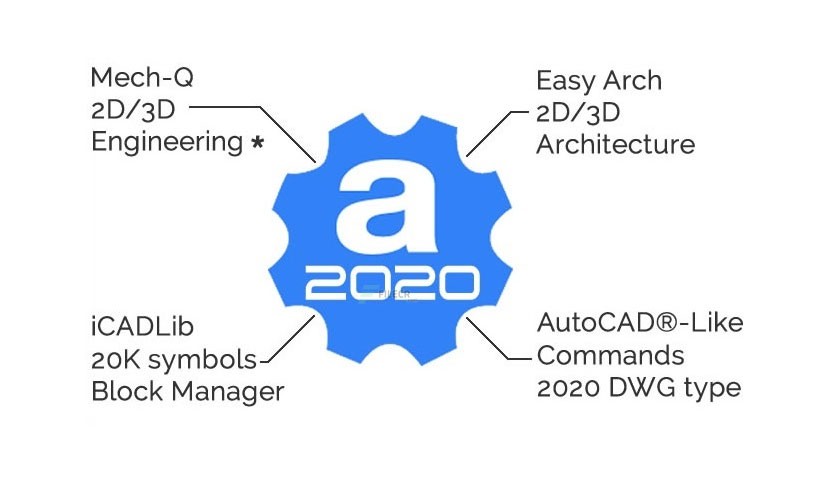 Mech-Q
2D/3D
Engineering *
Easy Arch
2D/3D
Architecture
a
2020
FILECR
iCADLib
20K symbols
Block Manager
AutoCAD®-Like
Commands
2020 DWG type